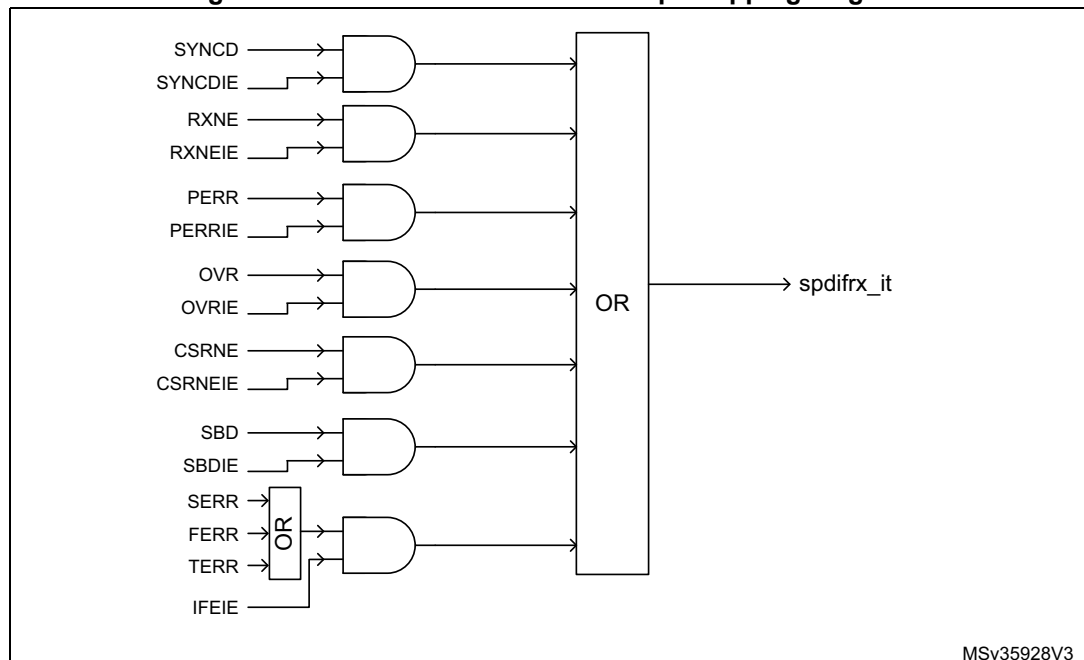 SYNCD
SYNCDIE
RXNE
RXNEIE
PERR
PERRIE
OVR
OVRIE
OR
spdifrx_it
CSRNE
CSRNEIE
SBD
SBDIE
SERR
FERR
OR
TERR
IFEIE
MSv35928V3